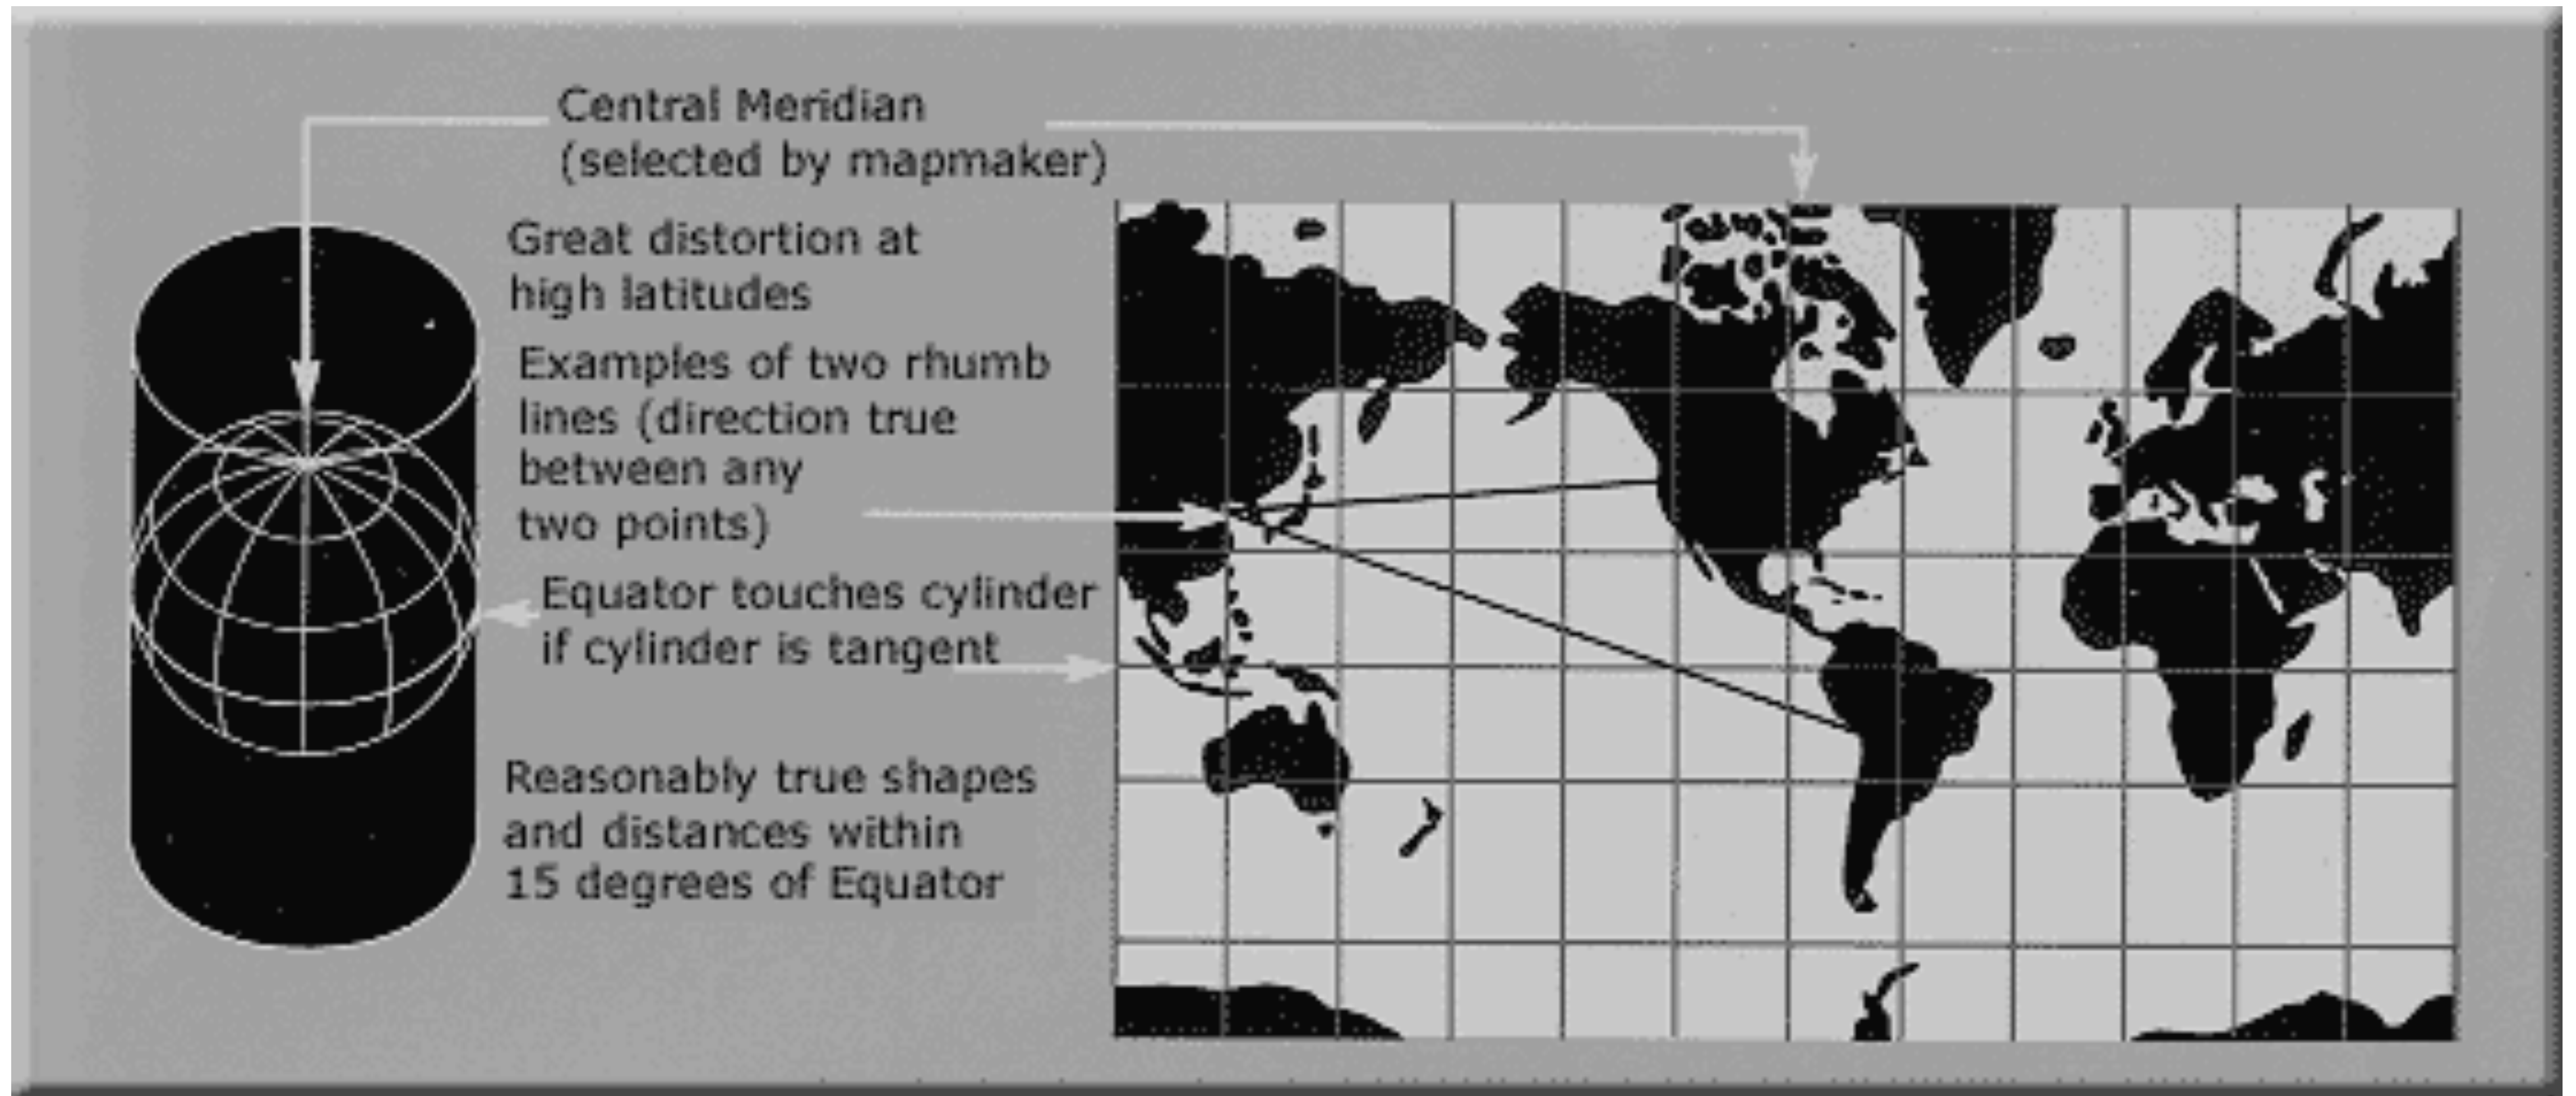 Central Meridian
(selected by mapmaker)
Great distortion at
high latitudes
Examples of two rhumb
lines (direction true
between any
two points)
Equator touches cylinder
if cylinder is tangent
Reasonably true shapes
and distances within
15 degrees of Equator